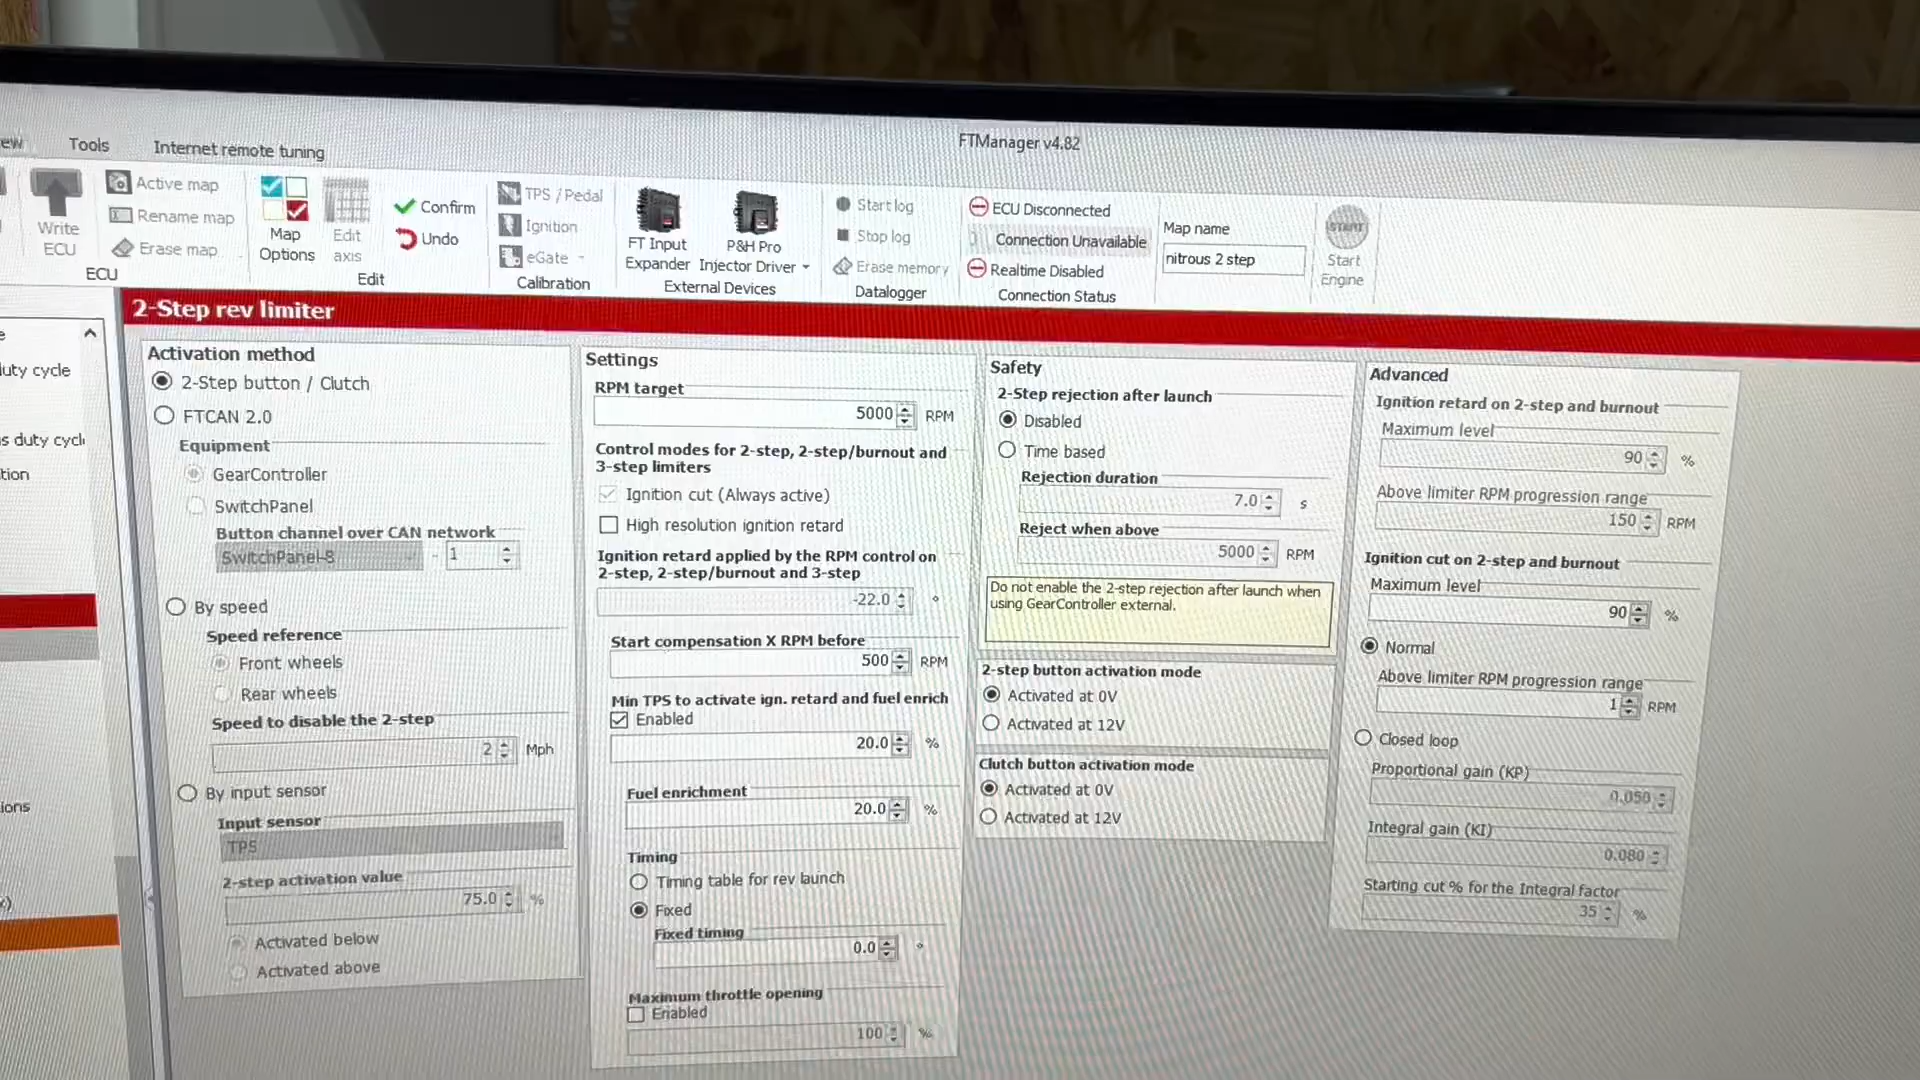 FTManager v4.82
ew Tools Internet remote tuning
Write
ECU
Active map
Rename map
Erase map
ECU
Map
Options
Edit
axis
Confirm
Undo
Edit
TPS / Pedal
Ignition
eGate
Calibration
FT Input
Expander
P&H Pro
Injector Driver
External Devices
Start log
Stop log
Erase memory
Datalogger
ECU Disconnected
Connection Unavailable
Realtime Disabled
Connection Status
Map name
nitrous 2 step
START
Start
Engine
2-Step rev limiter
e
luty cycle
s duty cycl
tion
ions
x)
Activation method
2-Step button / Clutch
FTCAN 2.0
Equipment
GearController
SwitchPanel
Button channel over CAN network
SwitchPanel-8 - 1
By speed
Speed reference
Front wheels
Rear wheels
Speed to disable the 2-step
2 Mph
By input sensor
Input sensor
TPS
2-step activation value
75.0 %
Activated below
Activated above
Settings
RPM target
5000 RPM
Control modes for 2-step, 2-step/burnout and
3-step limiters
Ignition cut (Always active)
High resolution ignition retard
Ignition retard applied by the RPM control on
2-step, 2-step/burnout and 3-step
-22.0 °
Start compensation X RPM before
500 RPM
Min TPS to activate ign. retard and fuel enrich
Enabled
20.0 %
Fuel enrichment
20.0 %
Timing
Timing table for rev launch
Fixed
Fixed timing
0.0 °
Maximum throttle opening
Enabled
100 %
Safety
2-Step rejection after launch
Disabled
Time based
Rejection duration
7.0 s
Reject when above
5000 RPM
Do not enable the 2-step rejection after launch when
using GearController external.
2-step button activation mode
Activated at 0V
Activated at 12V
Clutch button activation mode
Activated at 0V
Activated at 12V
Advanced
Ignition retard on 2-step and burnout
Maximum level
90 %
Above limiter RPM progression range
150 RPM
Ignition cut on 2-step and burnout
Maximum level
90 %
Normal
Above limiter RPM progression range
1 RPM
Closed loop
Proportional gain (KP)
0.050
Integral gain (KI)
0.080
Starting cut % for the Integral factor
35 %